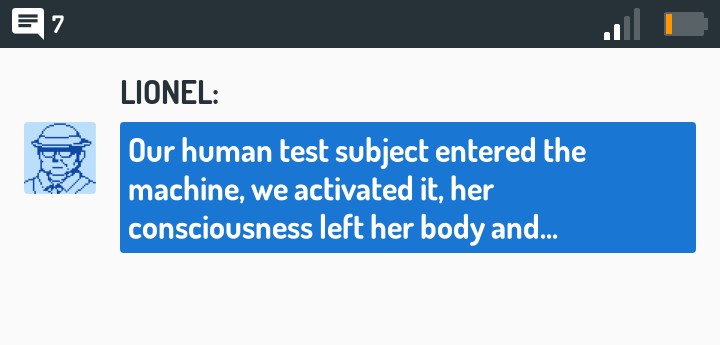 7
LIONEL:
Our human test subject entered the
machine, we activated it, her
consciousness left her body and...